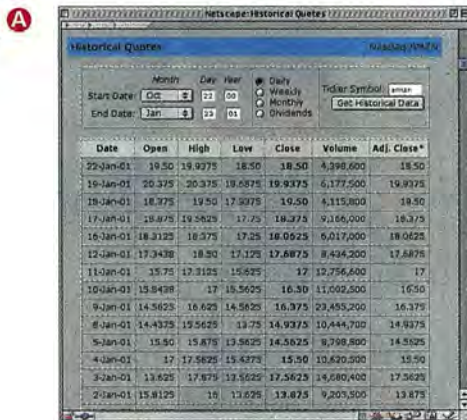 A
Netscape: Historical Quotes
Historical Quotes
Month Day Year
Start Date: Oct 22 00
End Date: Jan 23 01
Daily
Weekly
Monthly
Dividends
Ticker Symbol: amzn
Get Historical Data
Date Open High Low Close Volume Adj. Close*
22-Jan-01 19.50 19.9375 18.50 18.50 4,398,600 18.50
19-Jan-01 20.375 20.375 19.6875 19.9375 6,177,500 19.9375
18-Jan-01 18.375 19.50 17.9375 19.50 4,115,800 19.50
17-Jan-01 18.875 19.5625 17.75 18.375 9,166,000 18.375
16-Jan-01 18.3125 18.375 17.25 18.0625 6,017,000 18.0625
12-Jan-01 17.3438 18.50 17.125 17.6875 8,434,200 17.6875
11-Jan-01 15.75 17.3125 15.625 17 12,756,600 17
10-Jan-01 15.8438 17 15.5625 16.50 11,002,500 16.50
9-Jan-01 14.5625 16.625 14.5625 16.375 23,455,200 16.375
8-Jan-01 14.4375 15.5625 13.75 14.9375 10,444,700 14.9375
5-Jan-01 15.50 15.875 13.5625 14.5625 8,798,800 14.5625
4-Jan-01 17 17.5625 15.4375 15.50 10,620,500 15.50
3-Jan-01 13.625 17.875 13.5625 17.5625 14,680,400 17.5625
2-Jan-01 15.8125 16 13.625 13.875 9,203,500 13.875